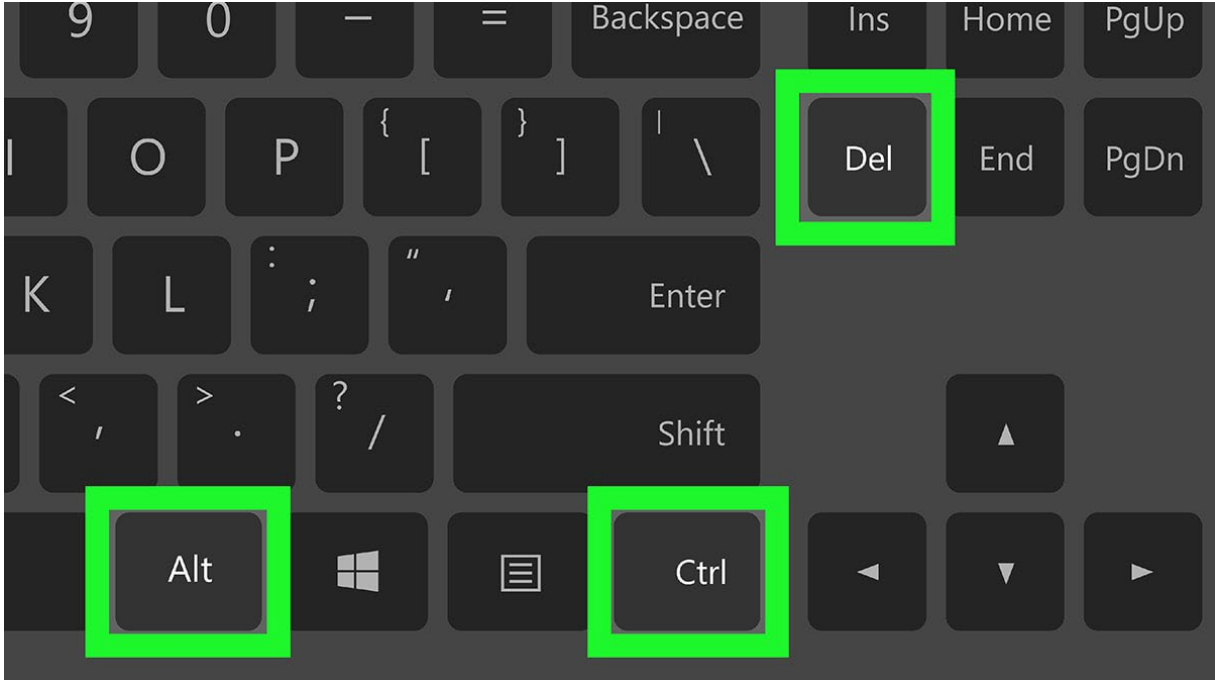 9 0 – = Backspace Ins Home PgUp
I O P { [ } ] | \ Del End PgDn
K L : ; " ' Enter
< , > . ? / Shift
Alt Ctrl